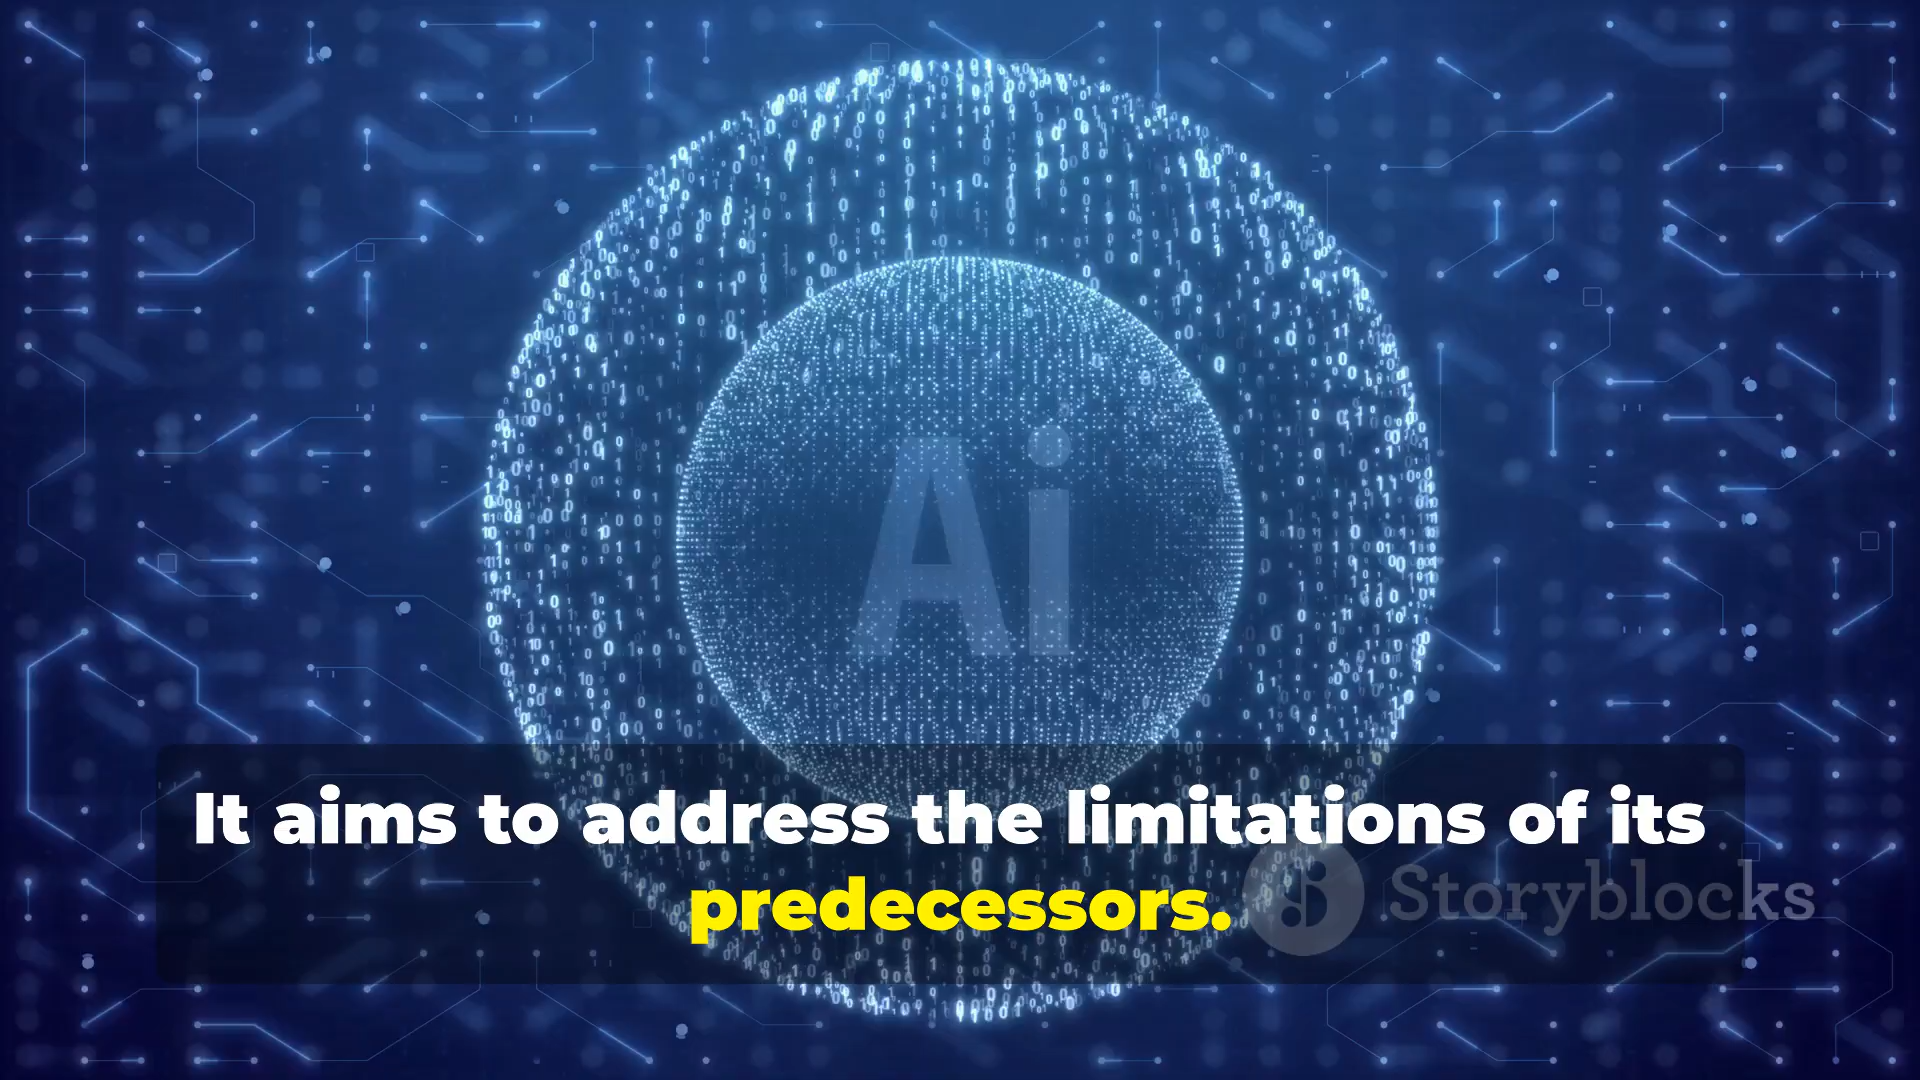 Ai
It aims to address the limitations of its
predecessors.
Storyblocks